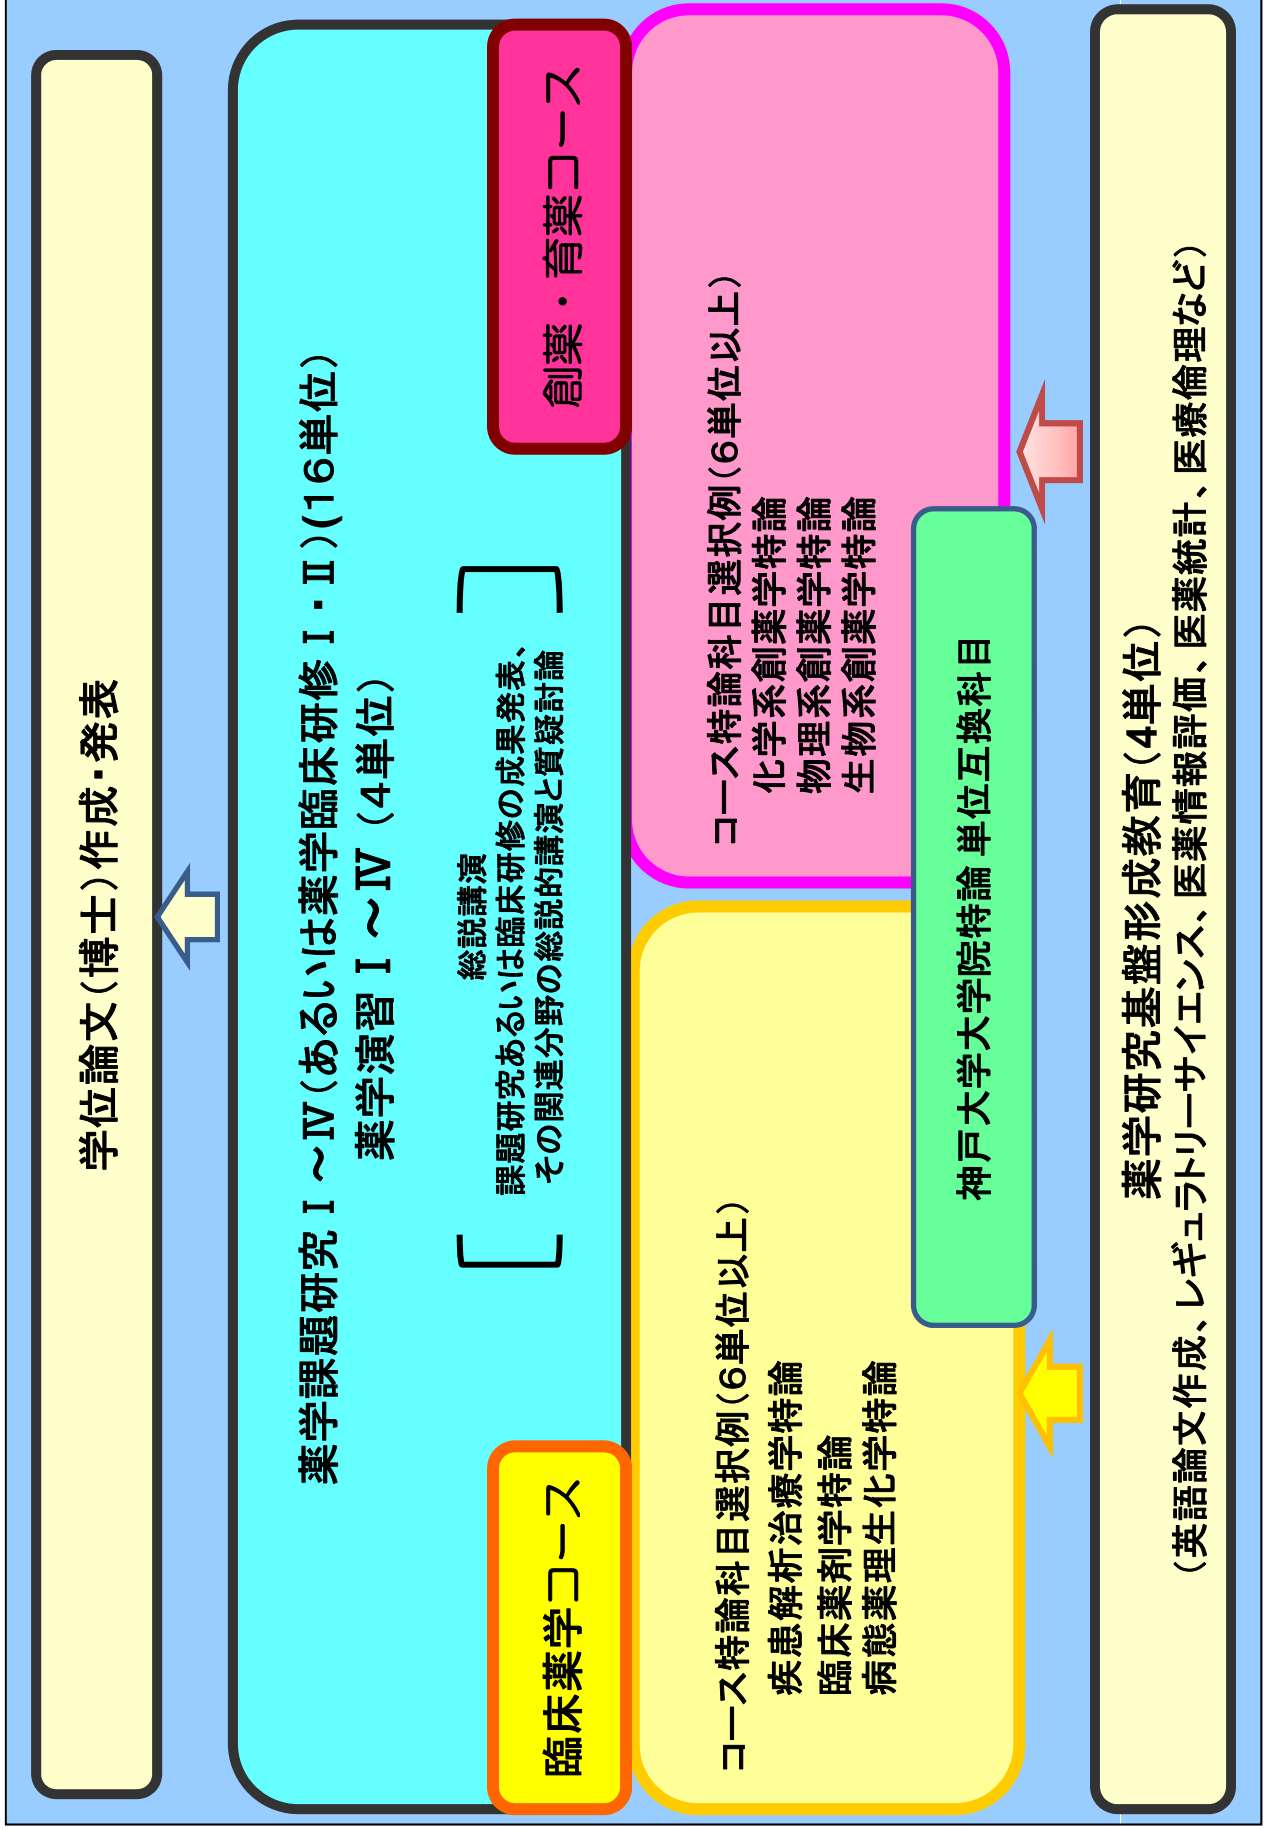 学位論文(博士)作成・発表
薬学課題研究Ⅰ～Ⅳ(あるいは薬学臨床研修Ⅰ・Ⅱ)(16単位)
薬学演習Ⅰ～Ⅳ(4単位)
総説講演
課題研究あるいは臨床研修の成果発表、
その関連分野の総説的講演と質疑討論
臨床薬学コース
創薬・育薬コース
コース特論科目選択例(6単位以上)
疾患解析治療学特論
臨床薬剤学特論
病態薬理生化学特論
コース特論科目選択例(6単位以上)
化学系創薬学特論
物理系創薬学特論
生物系創薬学特論
神戸大学大学院特論 単位互換科目
薬学研究基盤形成教育(4単位)
(英語論文作成、レギュラトリーサイエンス、医薬情報評価、医薬統計、医療倫理など)